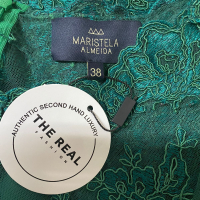 MARISTELA
ALMEIDA
38
AUTHENTIC SECOND HAND LUXURY
THE REAL